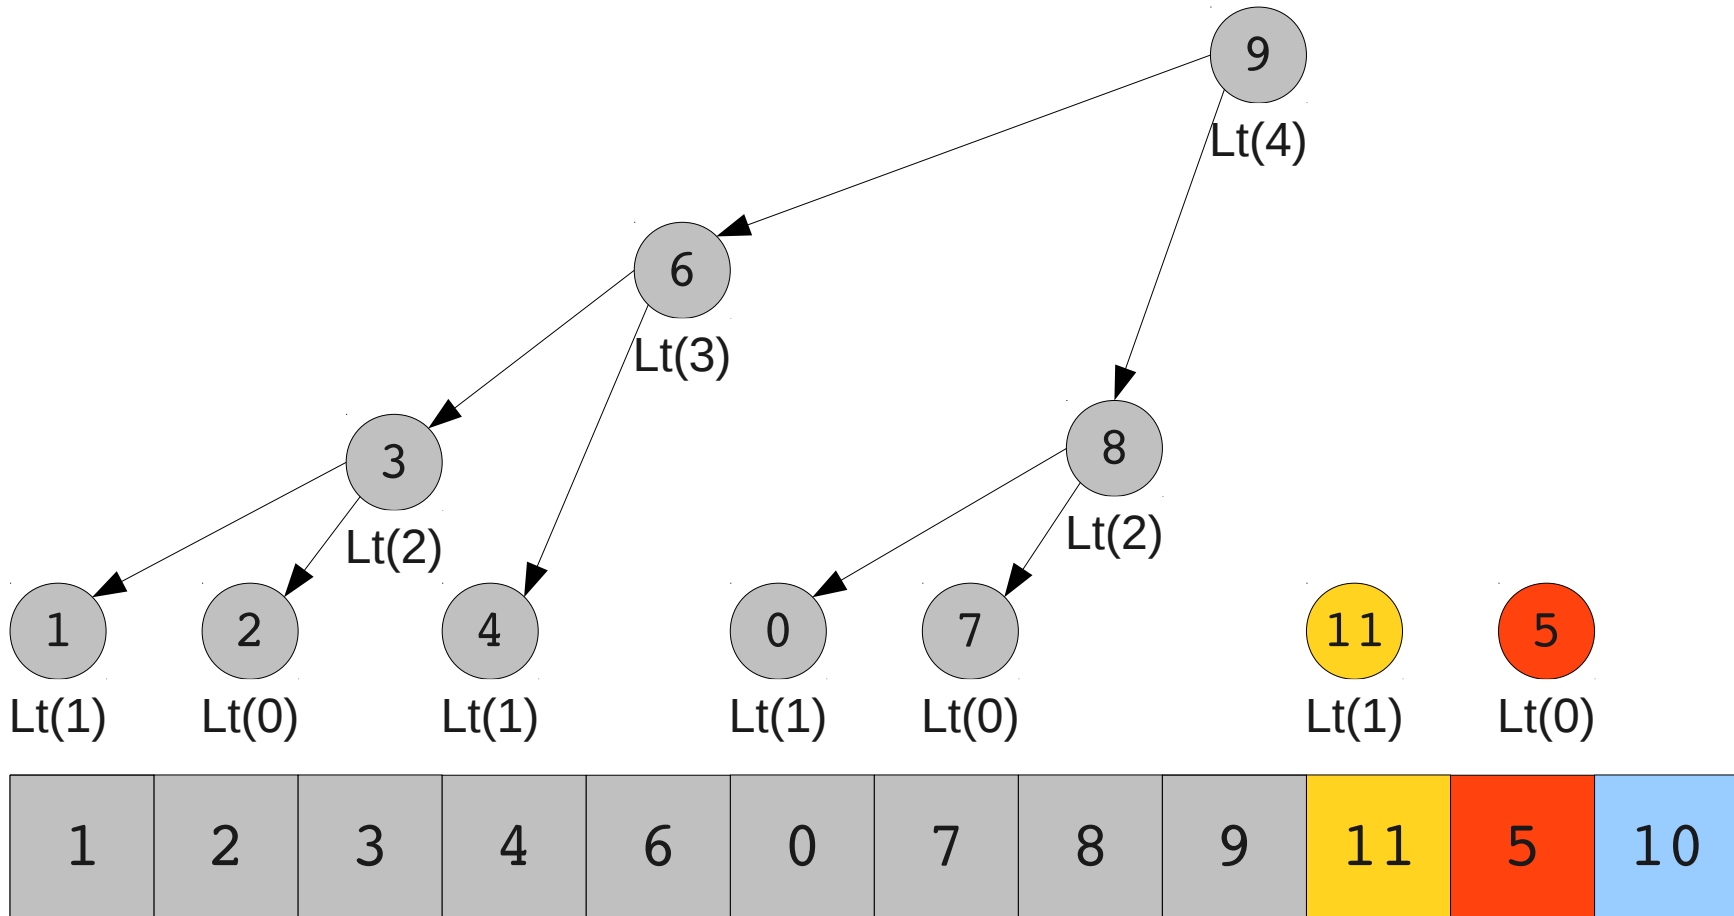 9
Lt(4)
6
Lt(3)
3
8
Lt(2)
Lt(2)
1 2 4 0 7 11 5
Lt(1) Lt(0) Lt(1) Lt(1) Lt(0) Lt(1) Lt(0)
1 2 3 4 6 0 7 8 9 11 5 10